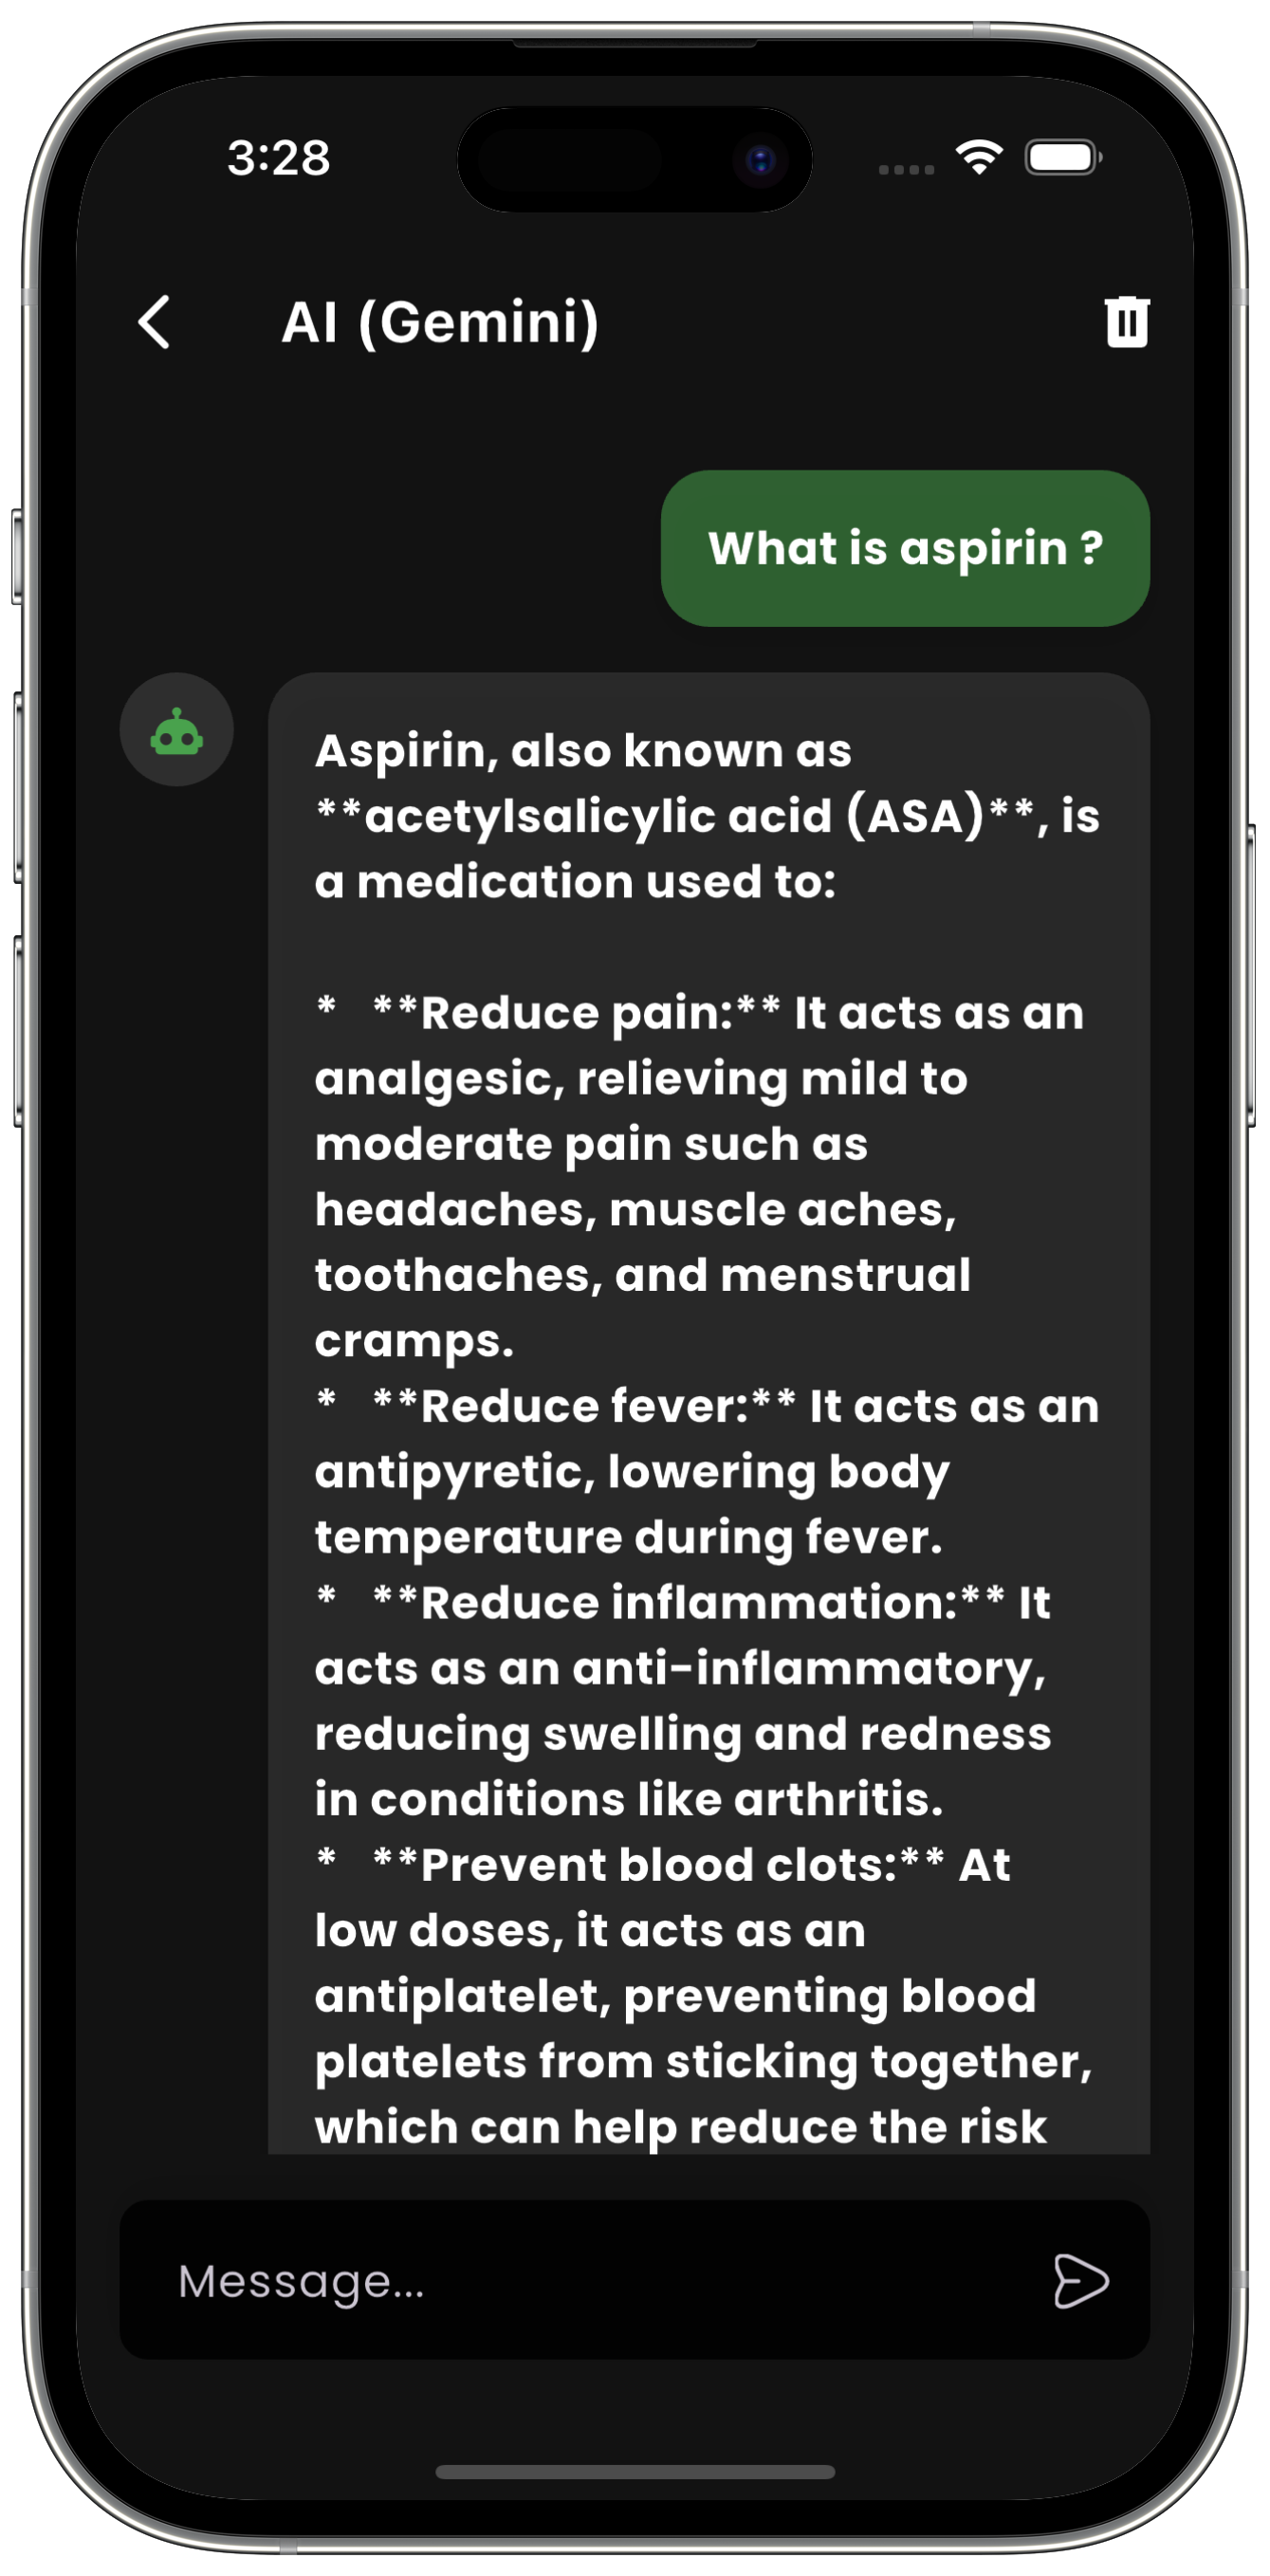 3:28
AI (Gemini)
What is aspirin ?
Aspirin, also known as
**acetylsalicylic acid (ASA)**, is
a medication used to:
*   **Reduce pain:** It acts as an
analgesic, relieving mild to
moderate pain such as
headaches, muscle aches,
toothaches, and menstrual
cramps.
*   **Reduce fever:** It acts as an
antipyretic, lowering body
temperature during fever.
*   **Reduce inflammation:** It
acts as an anti-inflammatory,
reducing swelling and redness
in conditions like arthritis.
*   **Prevent blood clots:** At
low doses, it acts as an
antiplatelet, preventing blood
platelets from sticking together,
which can help reduce the risk
Message...